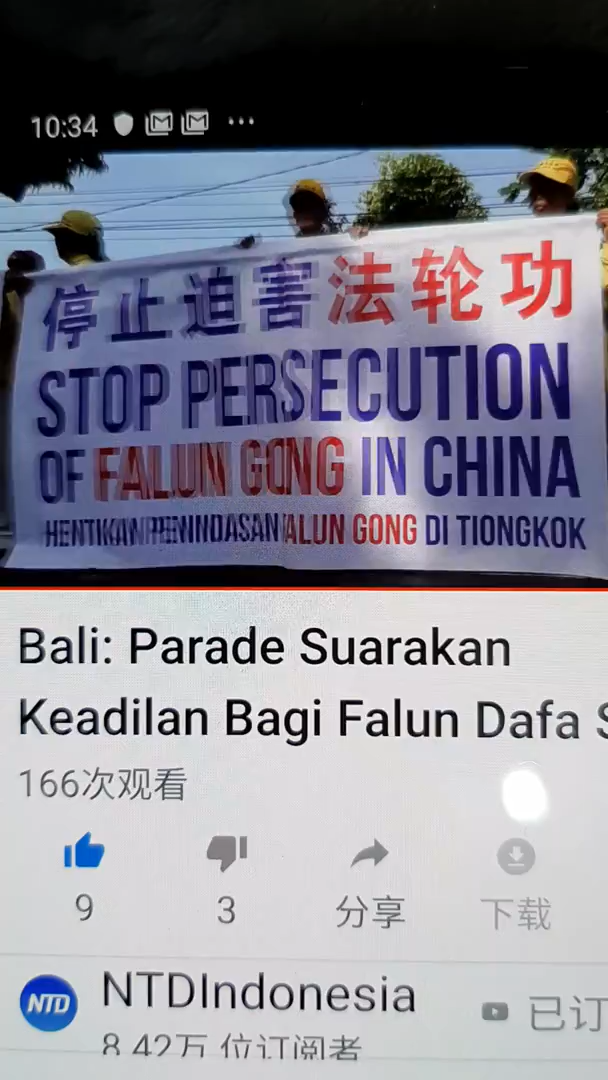 10:34
停止迫害法轮功
STOP PERSECUTION
OF FALUN GONG IN CHINA
HENTIKAN PENINDASAN FALUN GONG DI TIONGKOK
Bali: Parade Suarakan
Keadilan Bagi Falun Dafa S
166次观看
9
3
分享
下载
NTD
NTDIndonesia
已订
8.42万 位订阅者